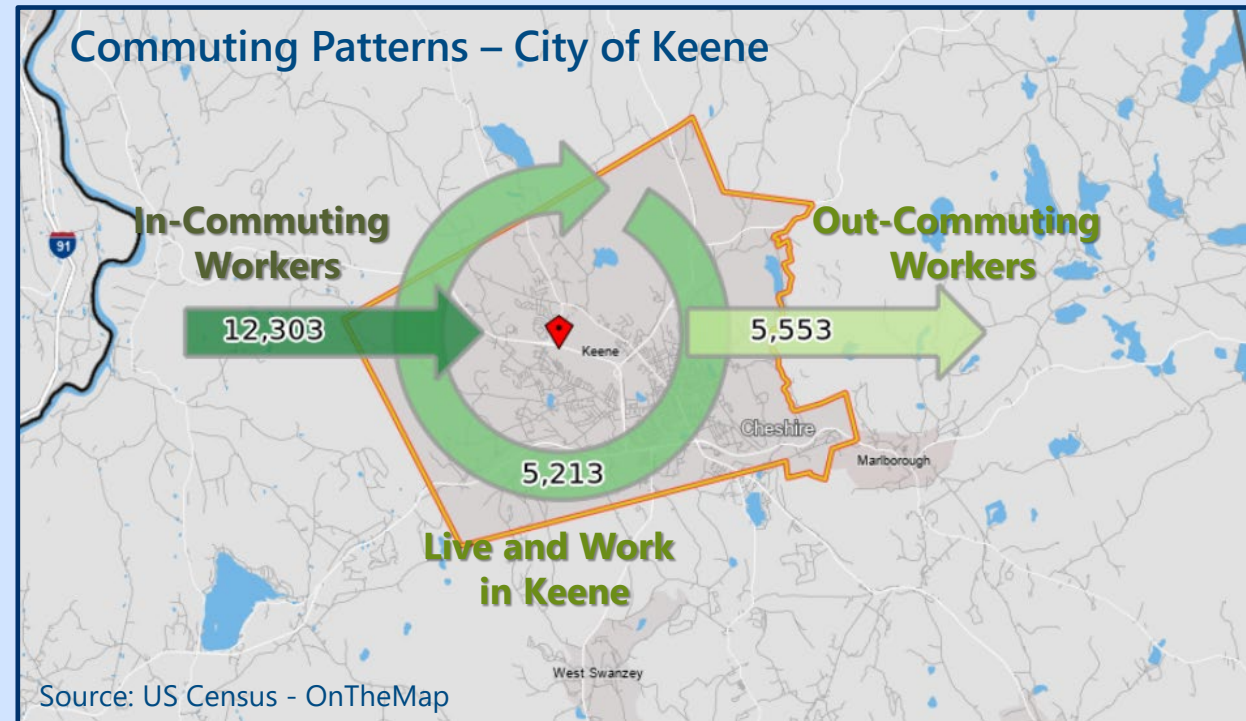 Commuting Patterns – City of Keene
In-Commuting
Workers
Out-Commuting
Workers
91
12,303
5,553
Keene
Cheshire
Marlborough
5,213
Live and Work
in Keene
West Swanzey
Source: US Census - OnTheMap